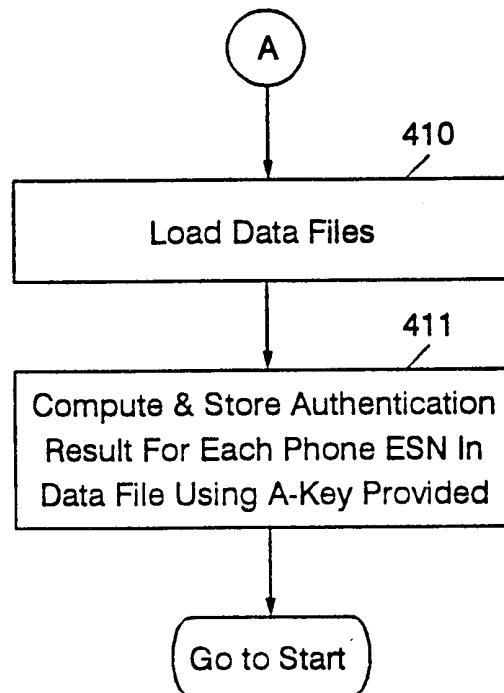 A
410
Load Data Files
411
Compute & Store Authentication
Result For Each Phone ESN In
Data File Using A-Key Provided
Go to Start